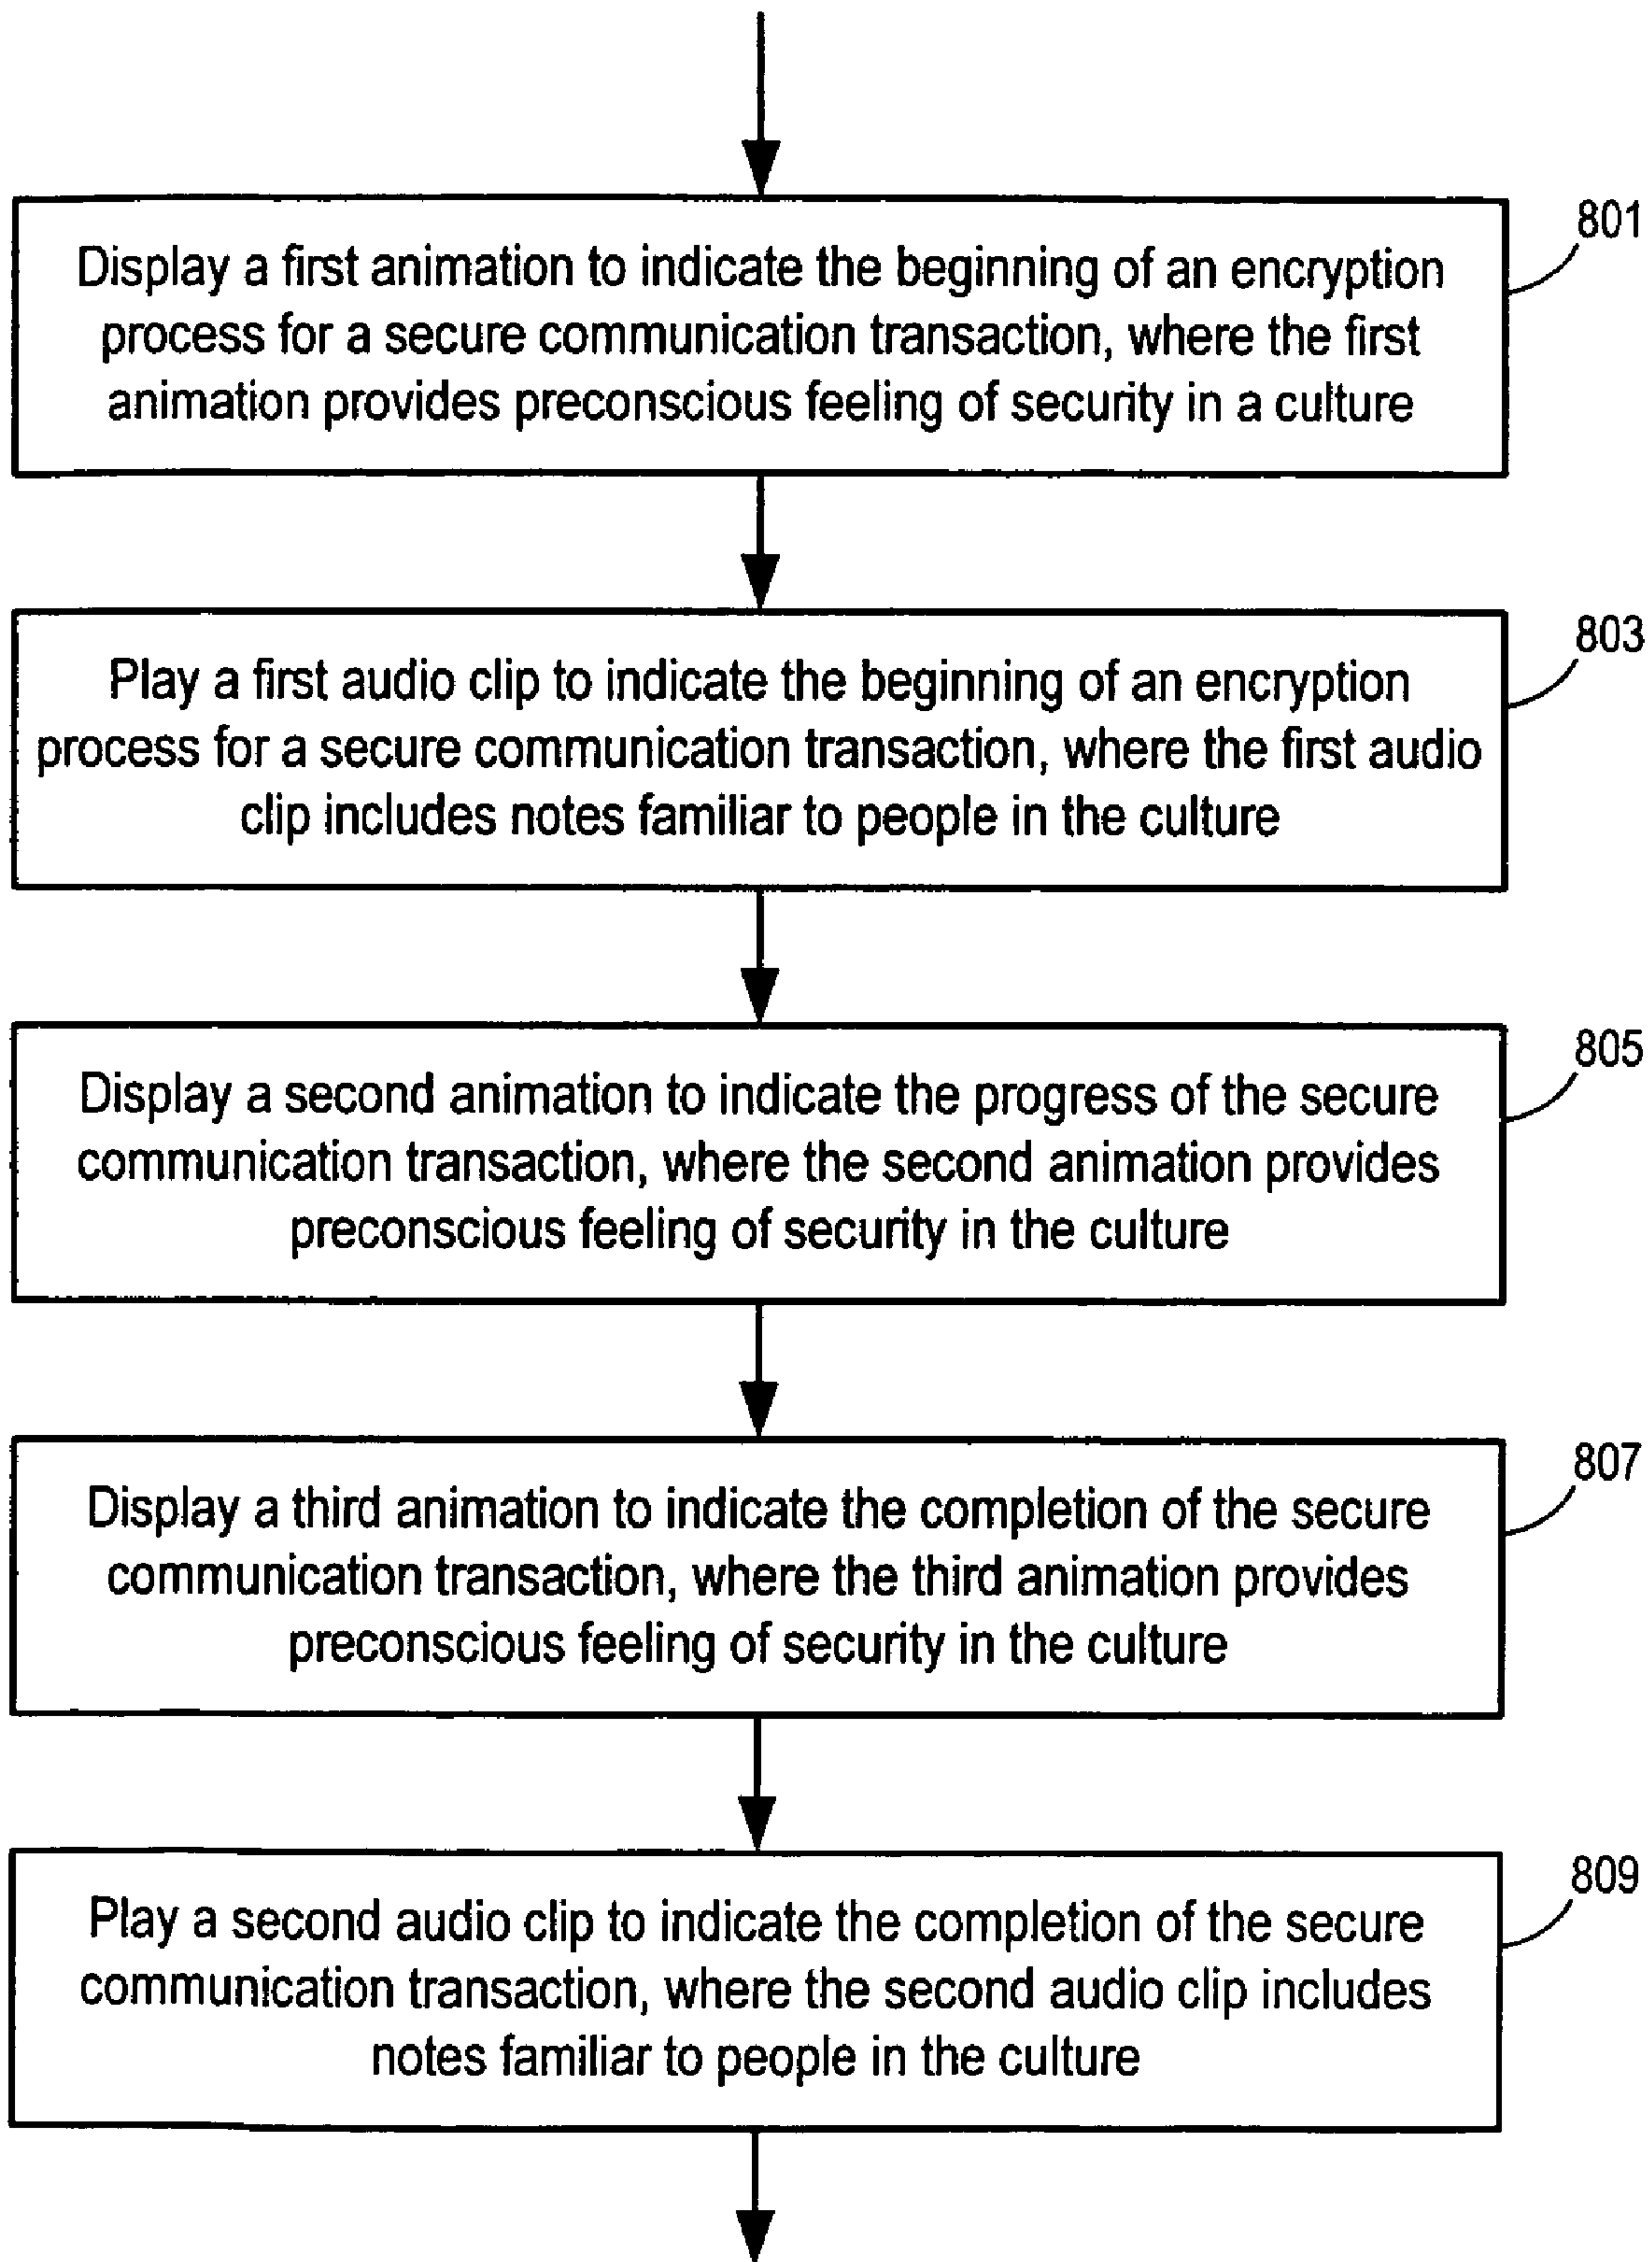 801
Display a first animation to indicate the beginning of an encryption
process for a secure communication transaction, where the first
animation provides preconscious feeling of security in a culture
803
Play a first audio clip to indicate the beginning of an encryption
process for a secure communication transaction, where the first audio
clip includes notes familiar to people in the culture
805
Display a second animation to indicate the progress of the secure
communication transaction, where the second animation provides
preconscious feeling of security in the culture
807
Display a third animation to indicate the completion of the secure
communication transaction, where the third animation provides
preconscious feeling of security in the culture
809
Play a second audio clip to indicate the completion of the secure
communication transaction, where the second audio clip includes
notes familiar to people in the culture